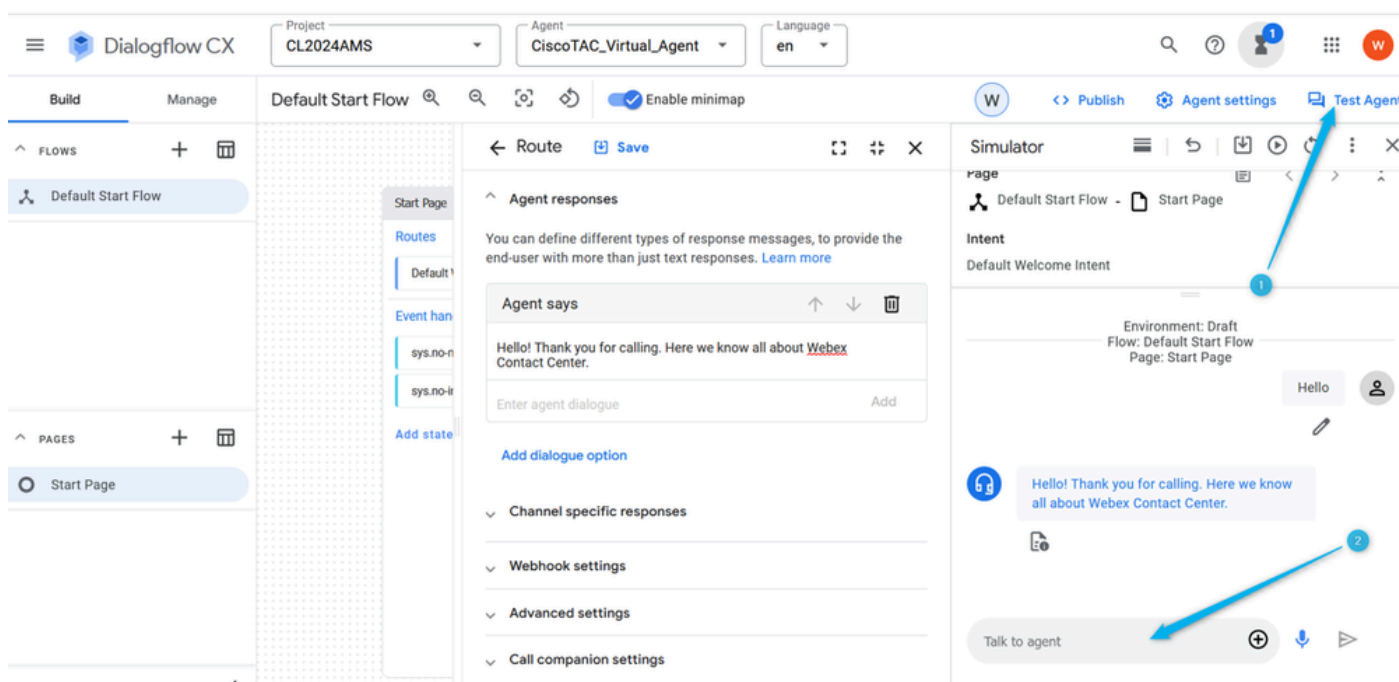 Project
Agent
Language
Dialogflow CX
CL2024AMS
CiscoTAC_Virtual_Agent
en
1
W
Build
Manage
Default Start Flow
Enable minimap
W
Publish
Agent settings
Test Agent
FLOWS
Default Start Flow
PAGES
Start Page
Start Page
Routes
Default
Event han
sys.no-
sys.no-
Add state
Route
Save
Agent responses
You can define different types of response messages, to provide the
end-user with more than just text responses. Learn more
Agent says
Hello! Thank you for calling. Here we know all about Webex
Contact Center.
Enter agent dialogue
Add
Add dialogue option
Channel specific responses
Webhook settings
Advanced settings
Call companion settings
Simulator
Page
Default Start Flow - Start Page
Intent
Default Welcome Intent
1
Environment: Draft
Flow: Default Start Flow
Page: Start Page
Hello
Hello! Thank you for calling. Here we know
all about Webex Contact Center.
2
Talk to agent